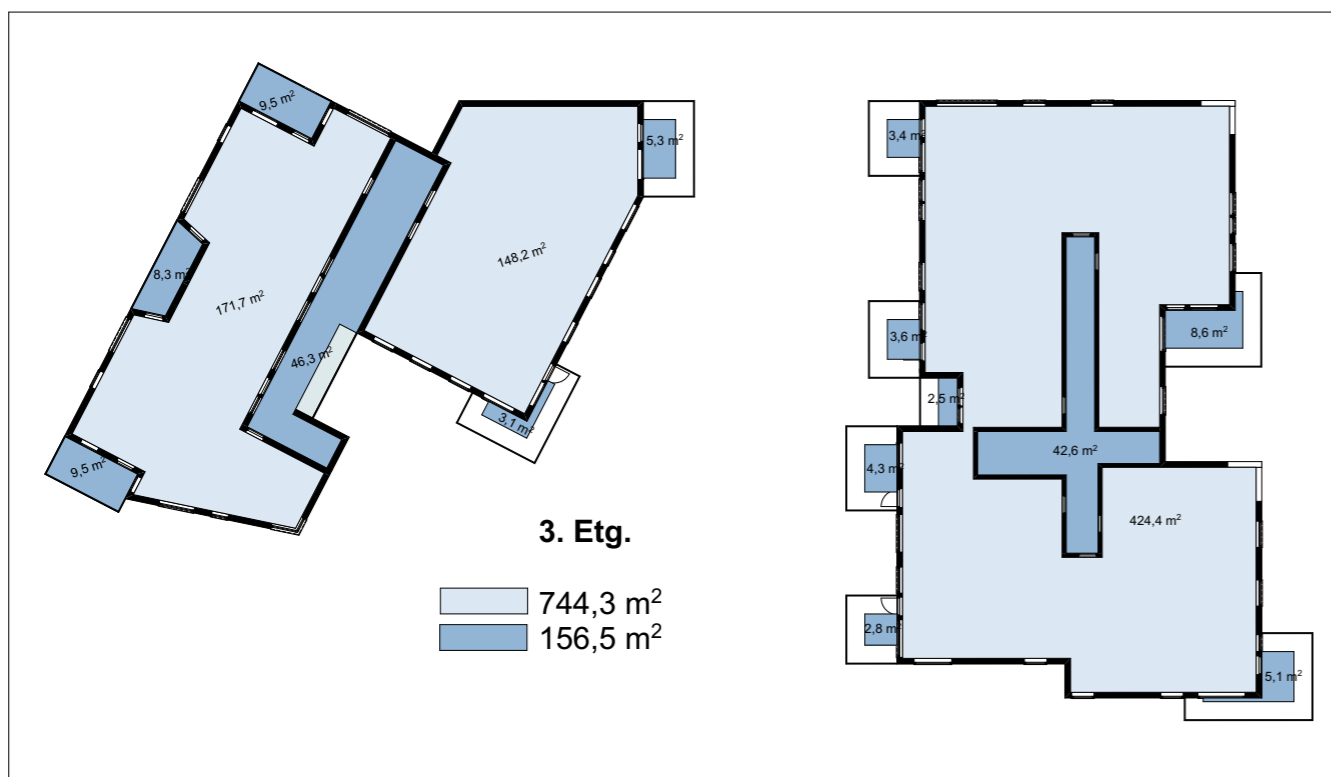 9,5 m²
5,3 m²
3,4 m²
148,2 m²
8,3 m²
171,7 m²
3,6 m²
8,6 m²
46,3 m²
2,5 m²
3,1 m²
42,6 m²
9,5 m²
4,3 m²
424,4 m²
3. Etg.
744,3 m²
156,5 m²
2,8 m²
5,1 m²